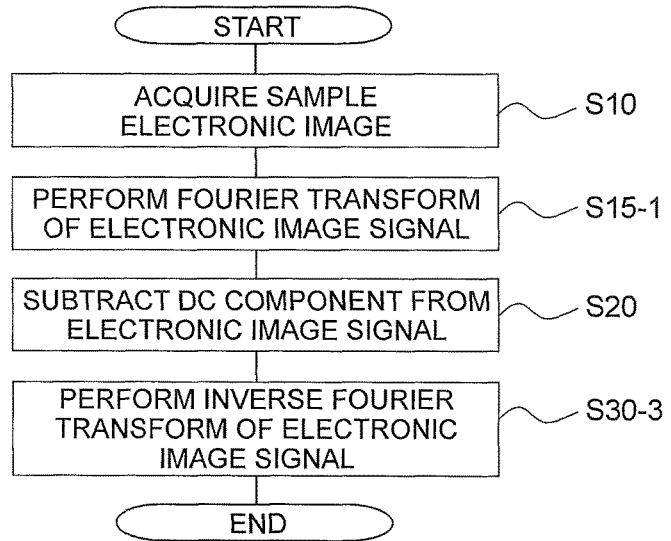 START
ACQUIRE SAMPLE
ELECTRONIC IMAGE
S10
PERFORM FOURIER TRANSFORM
OF ELECTRONIC IMAGE SIGNAL
S15-1
SUBTRACT DC COMPONENT FROM
ELECTRONIC IMAGE SIGNAL
S20
PERFORM INVERSE FOURIER
TRANSFORM OF ELECTRONIC
IMAGE SIGNAL
S30-3
END